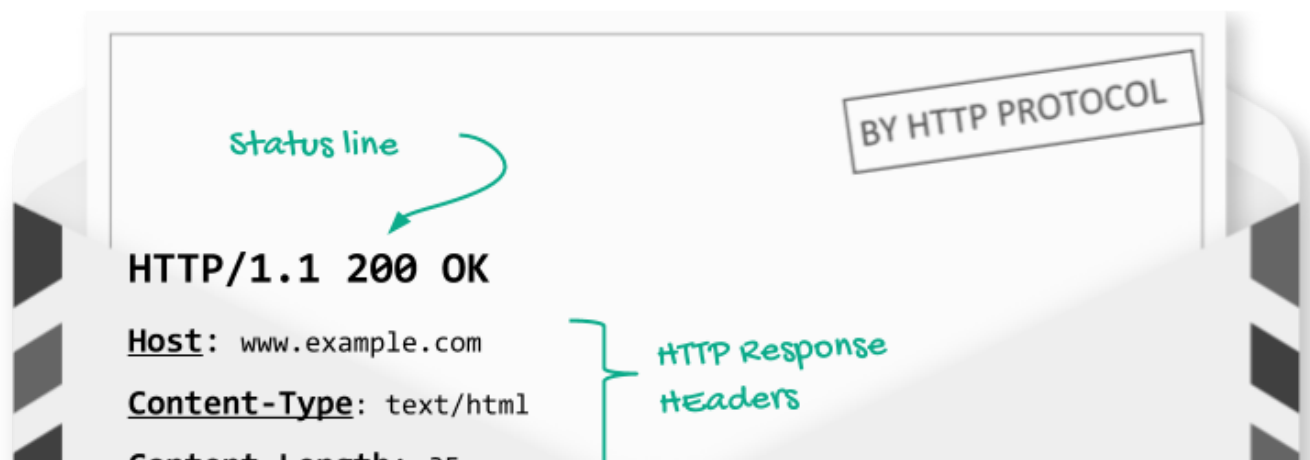 BY HTTP PROTOCOL
Status line
HTTP/1.1 200 OK
Host: www.example.com
HTTP Response
HEaders
Content-Type: text/html